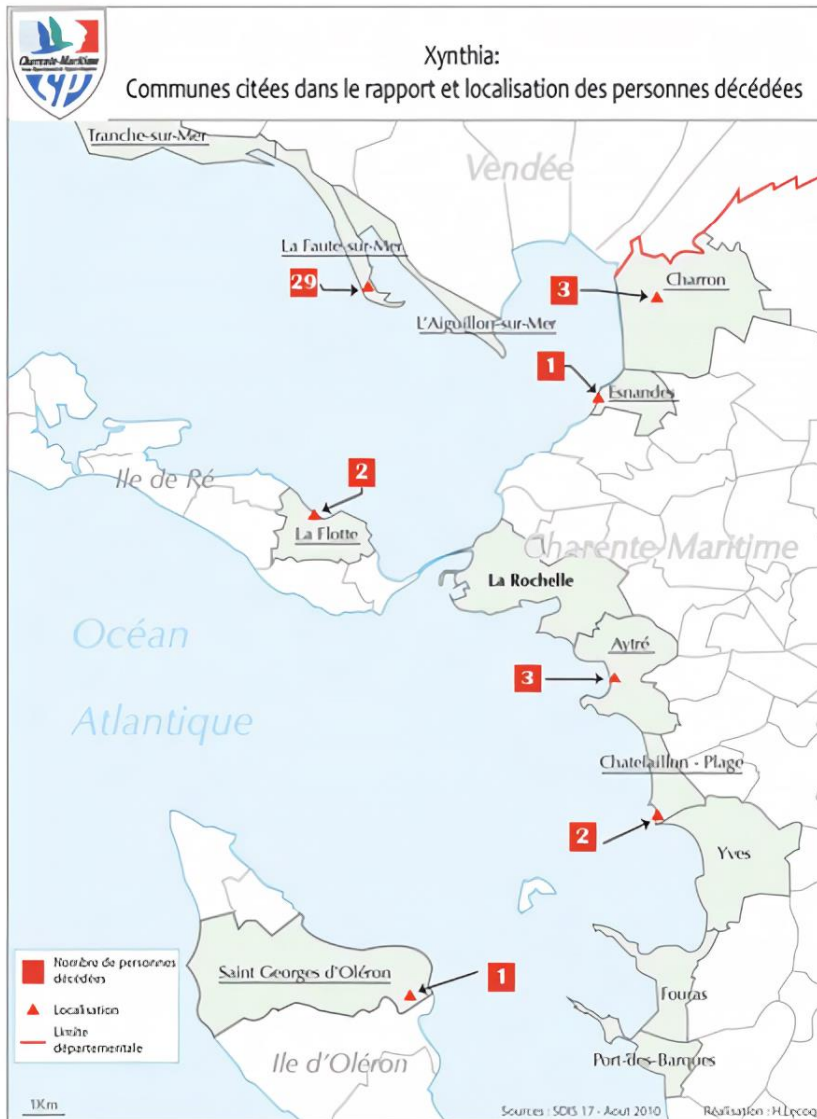 Charente-Maritime
Xynthia:
Communes citées dans le rapport et localisation des personnes décédées
Tranche-sur-Mer
Vendée
La Faute-sur-Mer
29
3
Charron
L'Aiguillon-sur-Mer
1
Esnandes
2
Ile de Ré
La Flotte
Charente Maritime
La Rochelle
Océan
Atlantique
Aytré
3
Chatelaillon - Plage
2
Yves
Nombre de personnes
décédées
Localisation
Limite
départementale
Saint Georges d'Oléron
1
Fouras
Ile d'Oléron
Port-des-Barques
1Km
Sources : SDIS 17 - Aout 2010
Réalisation : H.Lecoq